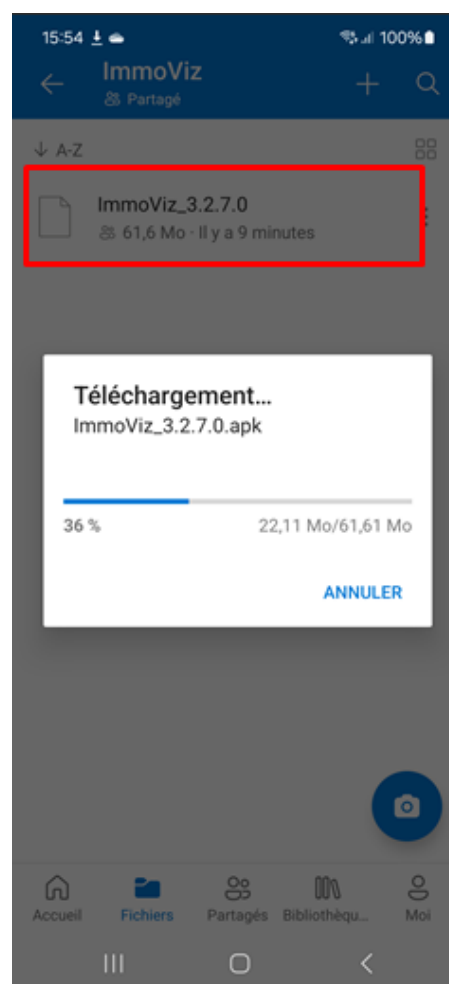 15:54 100%
ImmoViz
Partagé
A-Z
ImmoViz_3.2.7.0
61,6 Mo · Il y a 9 minutes
Téléchargement...
ImmoViz_3.2.7.0.apk
36 % 22,11 Mo/61,61 Mo
ANNULER
Accueil Fichiers Partagés Bibliothèqu... Moi